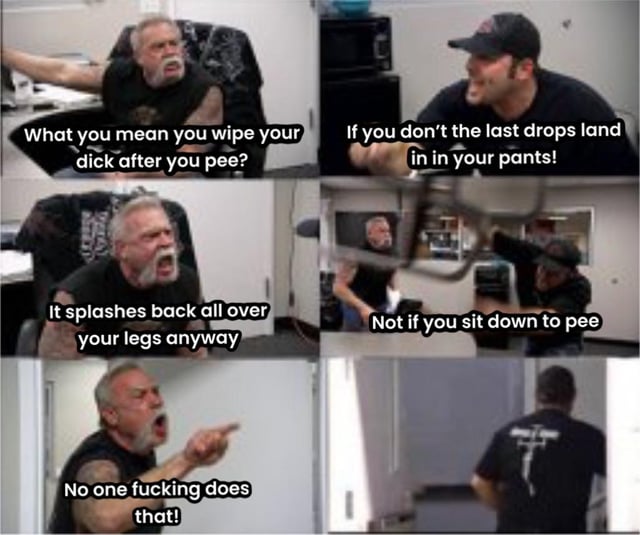 What you mean you wipe your
dick after you pee?
If you don't the last drops land
in in your pants!
It splashes back all over
your legs anyway
Not if you sit down to pee
No one fucking does
that!